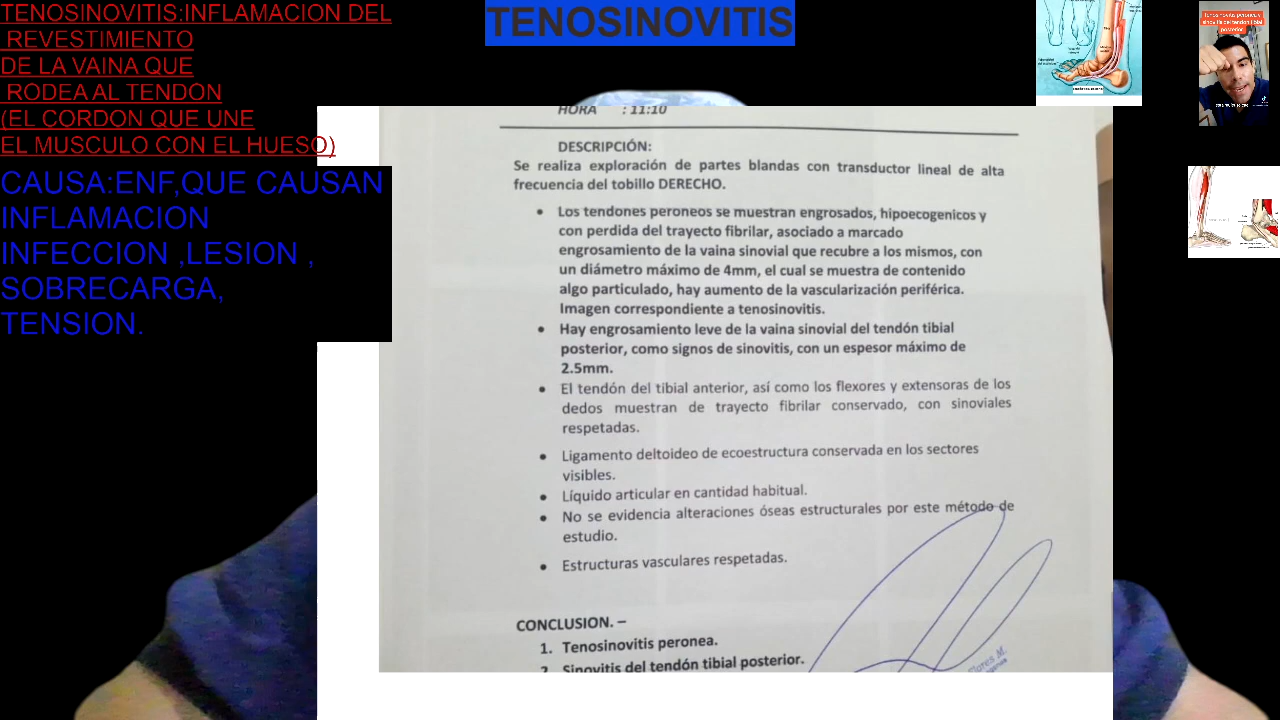 TENOSINOVITIS:INFLAMACION DEL
REVESTIMIENTO
DE LA VAINA QUE
RODEA AL TENDON
(EL CORDON QUE UNE
EL MUSCULO CON EL HUESO)
CAUSA:ENF,QUE CAUSAN
INFLAMACION
INFECCION ,LESION ,
SOBRECARGA,
TENSION.
TENOSINOVITIS
Tenosinovitis peronea y
sinovitis del tendon tibial
posterior
HORA : 11:10
DESCRIPCIÓN:
Se realiza exploración de partes blandas con transductor lineal de alta
frecuencia del tobillo DERECHO.
• Los tendones peroneos se muestran engrosados, hipoecogenicos y
con perdida del trayecto fibrilar, asociado a marcado
engrosamiento de la vaina sinovial que recubre a los mismos, con
un diámetro máximo de 4mm, el cual se muestra de contenido
algo particulado, hay aumento de la vascularización periférica.
Imagen correspondiente a tenosinovitis.
• Hay engrosamiento leve de la vaina sinovial del tendón tibial
posterior, como signos de sinovitis, con un espesor máximo de
2.5mm.
• El tendón del tibial anterior, así como los flexores y extensoras de los
dedos muestran de trayecto fibrilar conservado, con sinoviales
respetadas.
• Ligamento deltoideo de ecoestructura conservada en los sectores
visibles.
• Líquido articular en cantidad habitual.
• No se evidencia alteraciones óseas estructurales por este método de
estudio.
• Estructuras vasculares respetadas.
CONCLUSION. –
1. Tenosinovitis peronea.
2. Sinovitis del tendón tibial posterior.
Flores M.